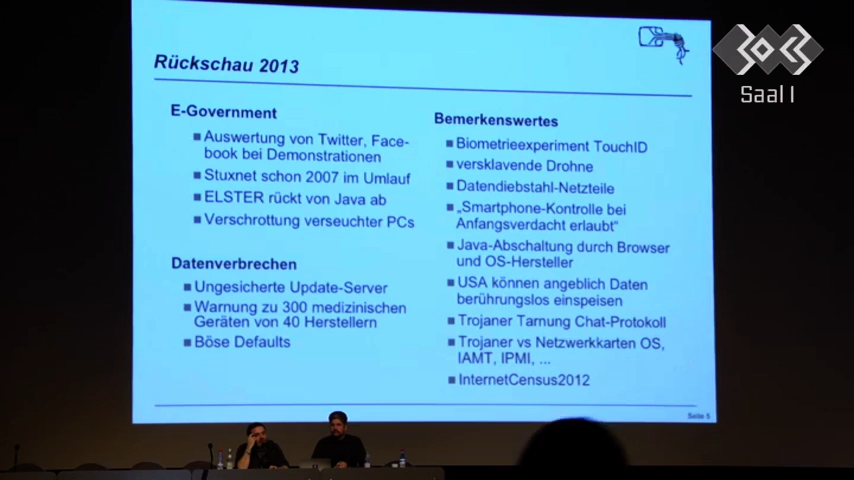 Rückschau 2013
E-Government
Auswertung von Twitter, Face-
book bei Demonstrationen
Stuxnet schon 2007 im Umlauf
ELSTER rückt von Java ab
Verschrottung verseuchter PCs
Datenverbrechen
Ungesicherte Update-Server
Warnung zu 300 medizinischen
Geräten von 40 Herstellern
Böse Defaults
Bemerkenswertes
Biometrieexperiment TouchID
versklavende Drohne
Datendiebstahl-Netzteile
„Smartphone-Kontrolle bei
Anfangsverdacht erlaubt“
Java-Abschaltung durch Browser
und OS-Hersteller
USA können angeblich Daten
berührungslos einspeisen
Trojaner Tarnung Chat-Protokoll
Trojaner vs Netzwerkkarten OS,
IAMT, IPMI, ...
InternetCensus2012
Seite 5
30C3
Saal 1